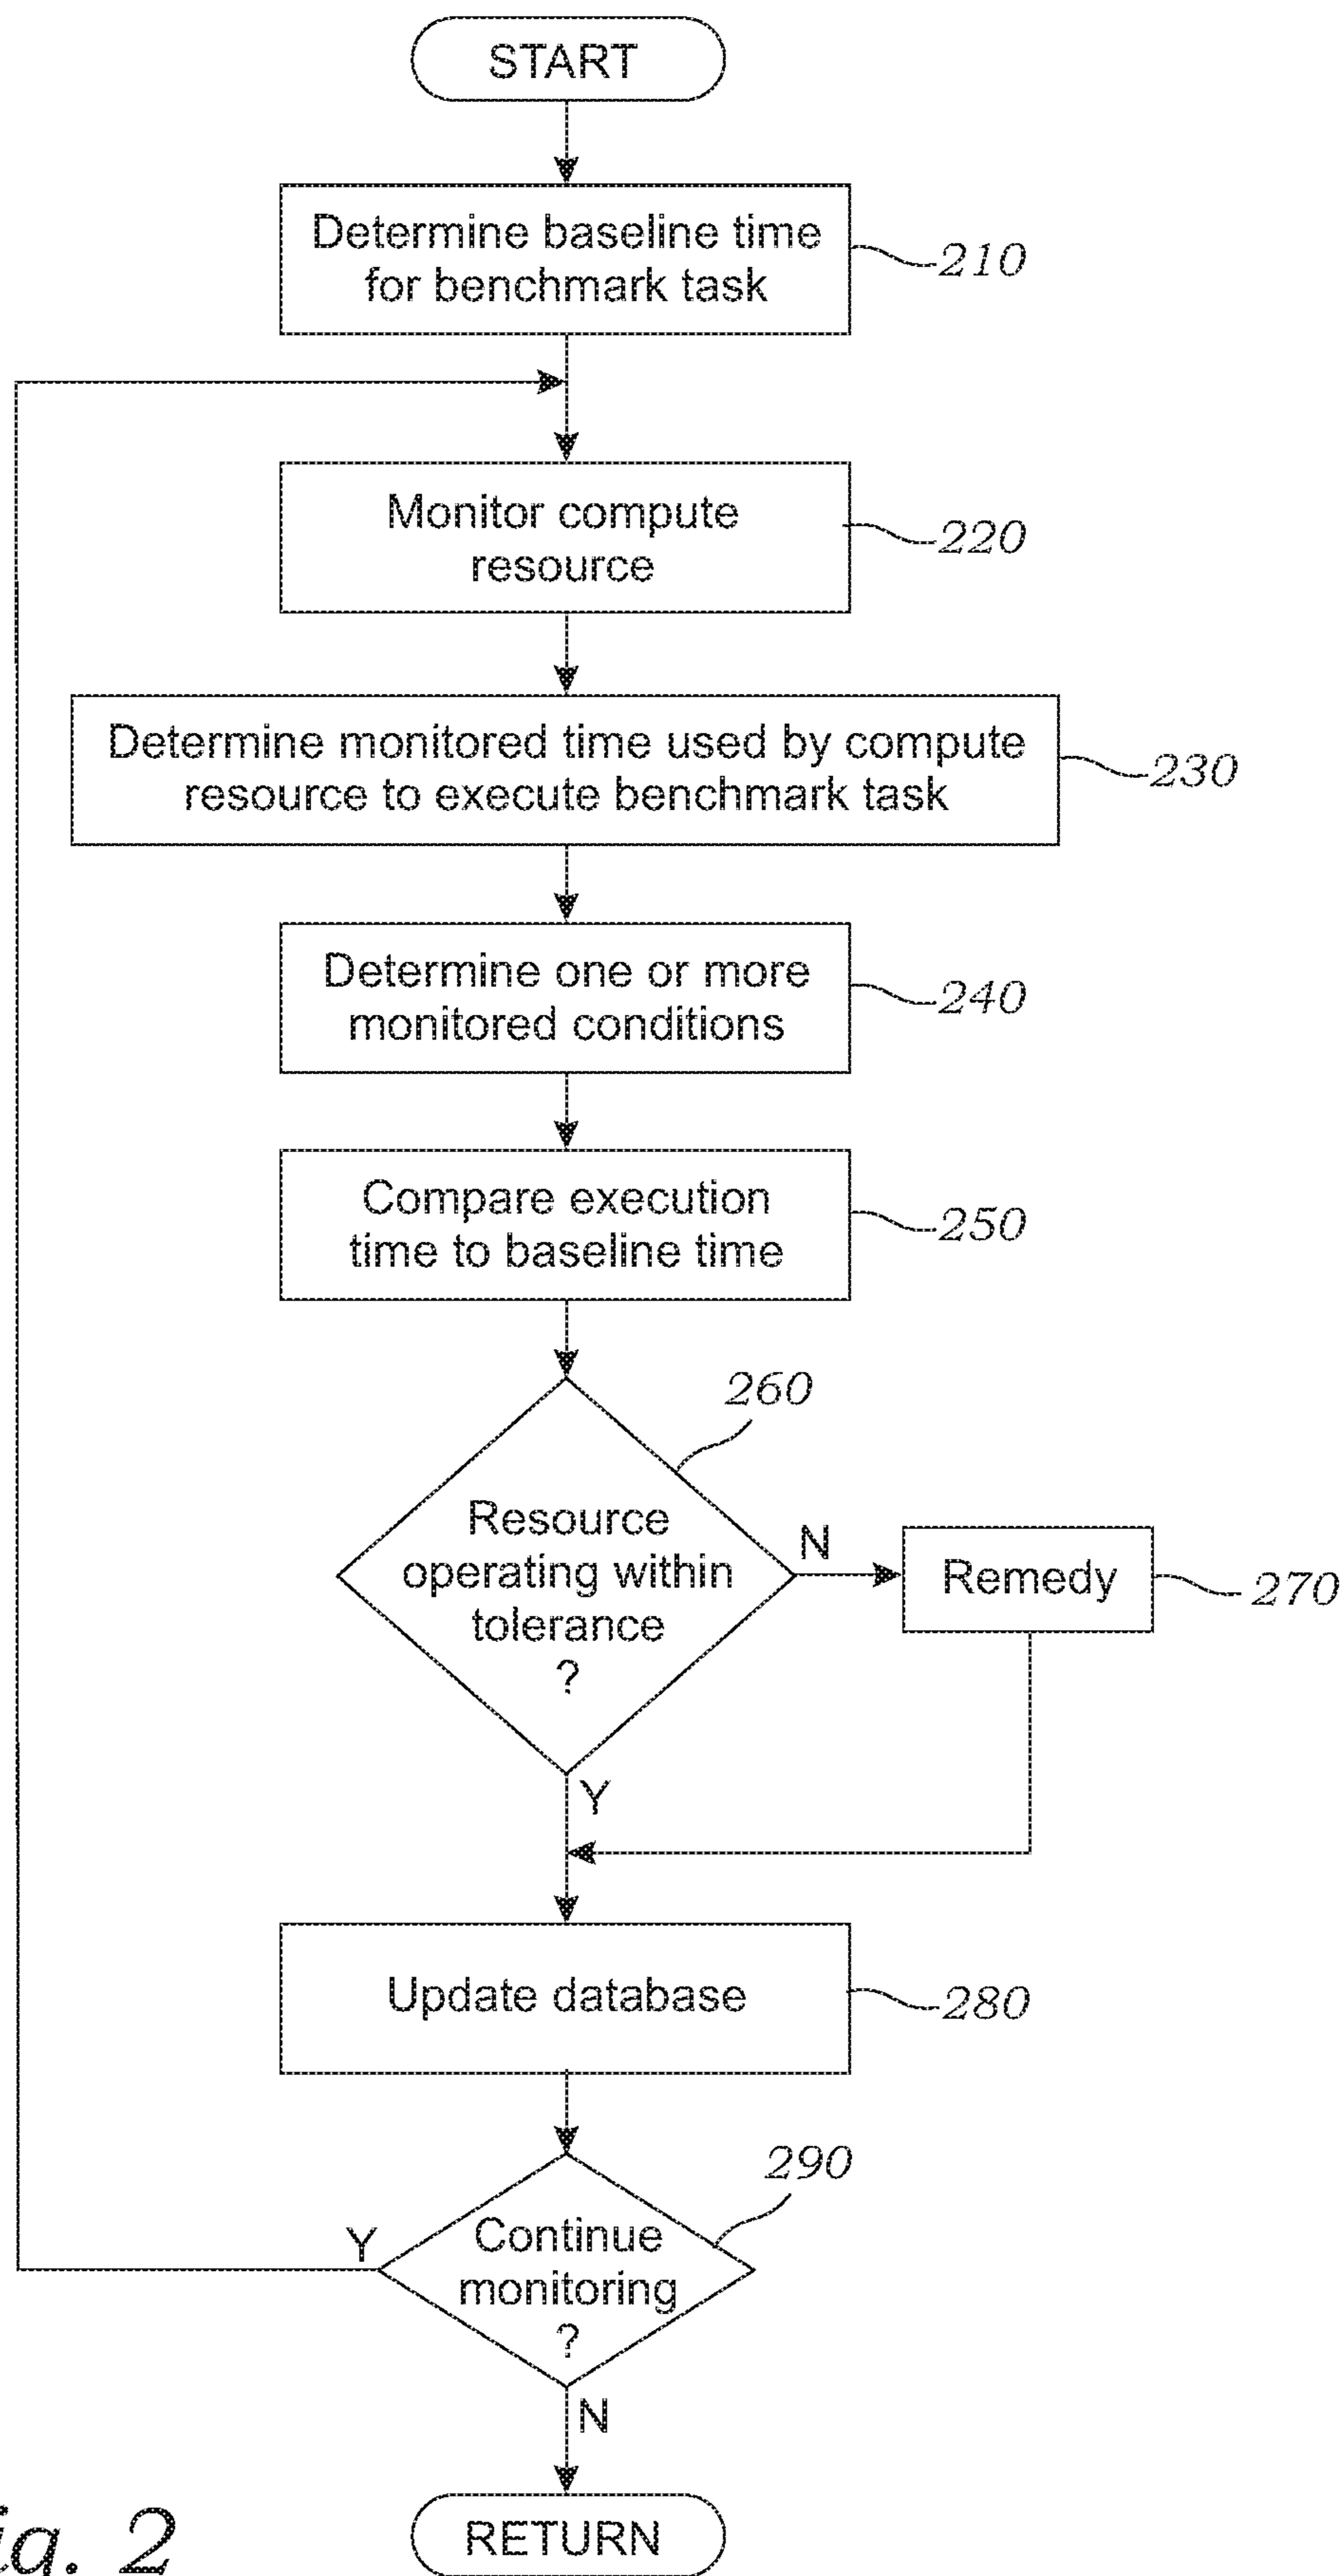 START
Determine baseline time
for benchmark task
210
Monitor compute
resource
220
Determine monitored time used by compute
resource to execute benchmark task
230
Determine one or more
monitored conditions
240
Compare execution
time to baseline time
250
260
Resource
operating within
tolerance
?
N
Remedy
270
Y
Update database
280
290
Y
Continue
monitoring
?
N
RETURN
ig. 2